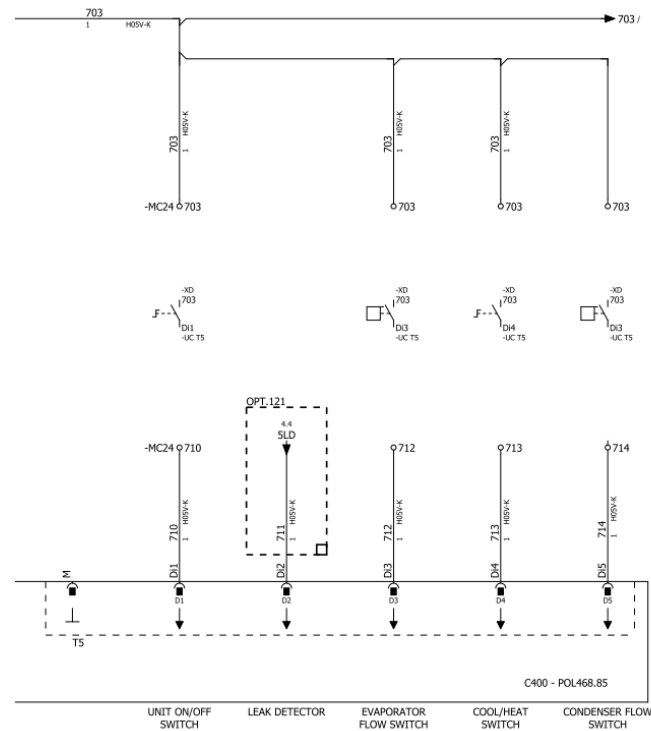 703
1 H05V-K
703 /
703
1 H05V-K
703
1 H05V-K
703
1 H05V-K
-MC24 703
703
703
703
-XD
703
Di1
-UC T5
-XD
703
Di3
-UC T5
-XD
703
Di4
-UC T5
-XD
703
Di3
-UC T5
OPT.121
4.4
5LD
-MC24 710
712
713
714
710
1 H05V-K
711
1 H05V-K
712
1 H05V-K
713
1 H05V-K
714
1 H05V-K
M
Di1
Di2
Di3
Di4
Di5
D1
D2
D3
D4
D5
T5
C400 - POL468.85
UNIT ON/OFF
SWITCH
LEAK DETECTOR
EVAPORATOR
FLOW SWITCH
COOL/HEAT
SWITCH
CONDENSER FLOW
SWITCH